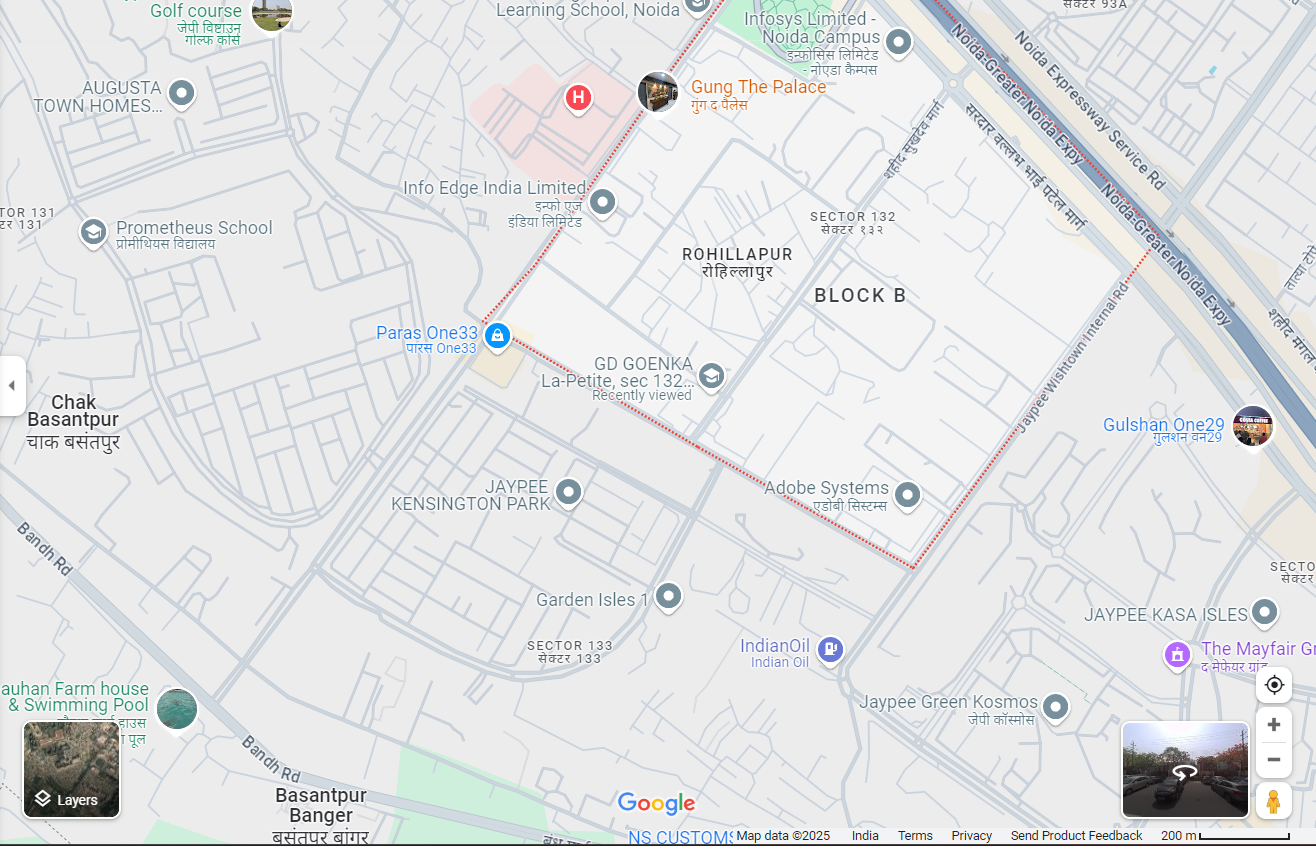 Golf course
जेपी विष्टाउन
गोल्फ कोर्स
Learning School, Noida
Infosys Limited -
Noida Campus
इन्फोसिस लिमिटेड
- नोएडा कैम्पस
सेक्टर 93A
Noida-Greater Noida Expy
Noida Expressway Service Rd
AUGUSTA
TOWN HOMES...
H
Gung The Palace
गुंग द पैलेस
शहीद सुखदेव मार्ग
सरदार वल्लभ भाई पटेल मार्ग
Noida-Greater Noida Expy
Info Edge India Limited
इन्फो एज
इंडिया लिमिटेड
TOR 131
टर 131
Prometheus School
प्रोमीथियस विद्यालय
SECTOR 132
सेक्टर १३२
ROHILLAPUR
रोहिल्लापुर
BLOCK B
Jaypee Wishtown Internal Rd
Paras One33
पारस One33
GD GOENKA
La-Petite, sec 132...
Recently viewed
Chak
Basantpur
चाक बसंतपुर
Gulshan One29
गुलशन वन29
JAYPEE
KENSINGTON PARK
Adobe Systems
एडोबी सिस्टम्स
Bandh Rd
SECTO
सेक्टर
Garden Isles 1
JAYPEE KASA ISLES
SECTOR 133
सेक्टर 133
IndianOil
Indian Oil
The Mayfair Gr
द मेफेयर ग्रांड
auhan Farm house
& Swimming Pool
हाउस
पूल
Jaypee Green Kosmos
जेपी कॉस्मोस
Bandh Rd
Layers
Basantpur
Banger
बसंतपुर बांगर
Google
NS CUSTOMS
Map data ©2025 India Terms Privacy Send Product Feedback 200 m